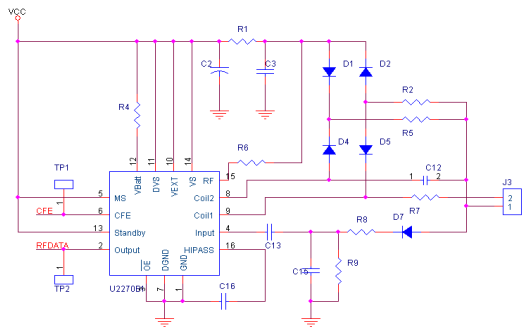 VCC
R1
C2
C3
D1
D2
R2
R4
R5
D4
D5
R6
TP1
12
11
10
14
15
VBatt
DVS
VEXT
VS
RF
C12
1
2
1
5
MS
Coil2
8
J3
CFE
6
CFE
Coil1
9
R7
2
1
13
Standby
Input
4
C13
R8
D7
RFDATA
2
Output
HIPASS
16
1
OE
DGND
GND
C15
R9
TP2
7
1
C16